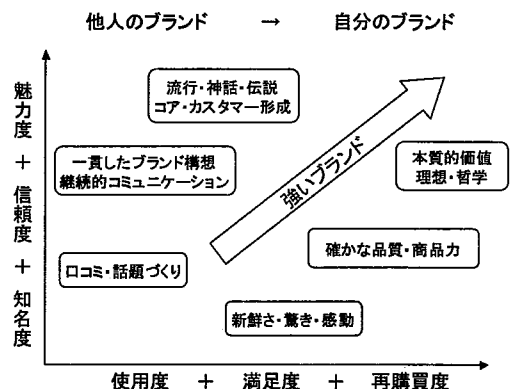 他人のブランド → 自分のブランド
流行・神話・伝説
コア・カスタマー形成
一貫したブランド構想
継続的コミュニケーション
本質的価値
理想・哲学
強いブランド
確かな品質・商品力
口コミ・話題づくり
新鮮さ・驚き・感動
魅力度 + 信頼度 + 知名度
使用度 + 満足度 + 再購買度